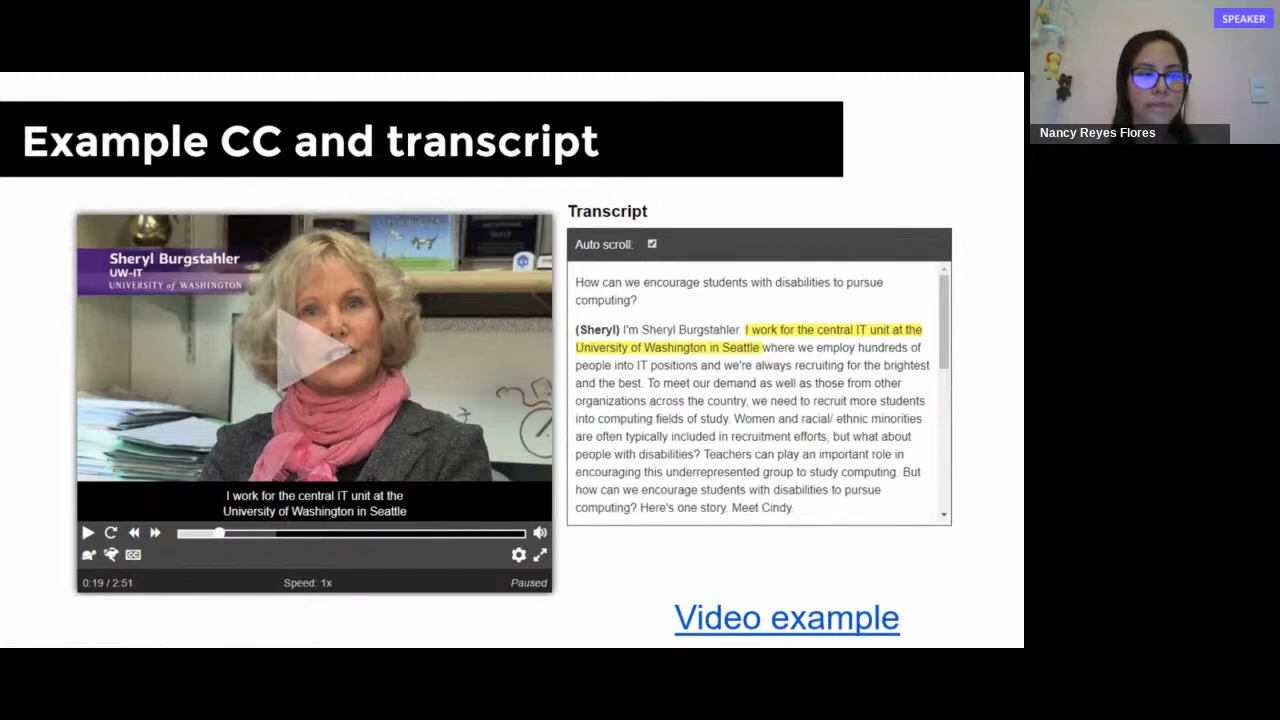 SPEAKER
Nancy Reyes Flores
Example CC and transcript
Sheryl Burgstahler
UW-IT
UNIVERSITY of WASHINGTON
I work for the central IT unit at the
University of Washington in Seattle
CC
0:19 / 2:51
Speed: 1x
Paused
Transcript
Auto scroll:
How can we encourage students with disabilities to pursue
computing?
(Sheryl) I'm Sheryl Burgstahler. I work for the central IT unit at the
University of Washington in Seattle where we employ hundreds of
people into IT positions and we're always recruiting for the brightest
and the best. To meet our demand as well as those from other
organizations across the country, we need to recruit more students
into computing fields of study. Women and racial/ ethnic minorities
are often typically included in recruitment efforts, but what about
people with disabilities? Teachers can play an important role in
encouraging this underrepresented group to study computing. But
how can we encourage students with disabilities to pursue
computing? Here's one story. Meet Cindy.
Video example